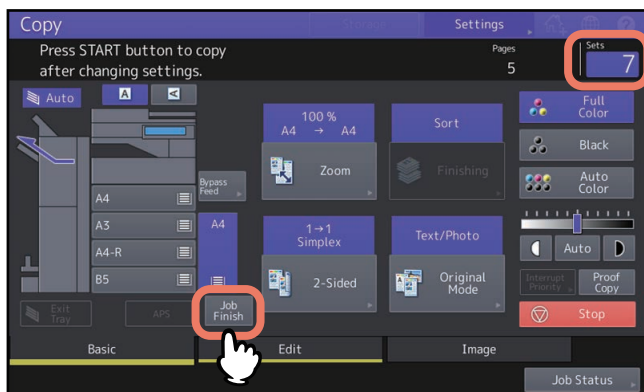 Copy
Storage
Settings
Press START button to copy
after changing settings.
Pages
5
Sets
7
Auto
A
A
100 %
A4 → A4
Zoom
Sort
Finishing
Full
Color
Black
Auto
Color
Bypass
Feed
A4
A3
A4-R
B5
A4
1→1
Simplex
2-Sided
Text/Photo
Original
Mode
Auto
Interrupt
Priority
Proof
Copy
Exit
Tray
APS
Job
Finish
Stop
Basic
Edit
Image
Job Status